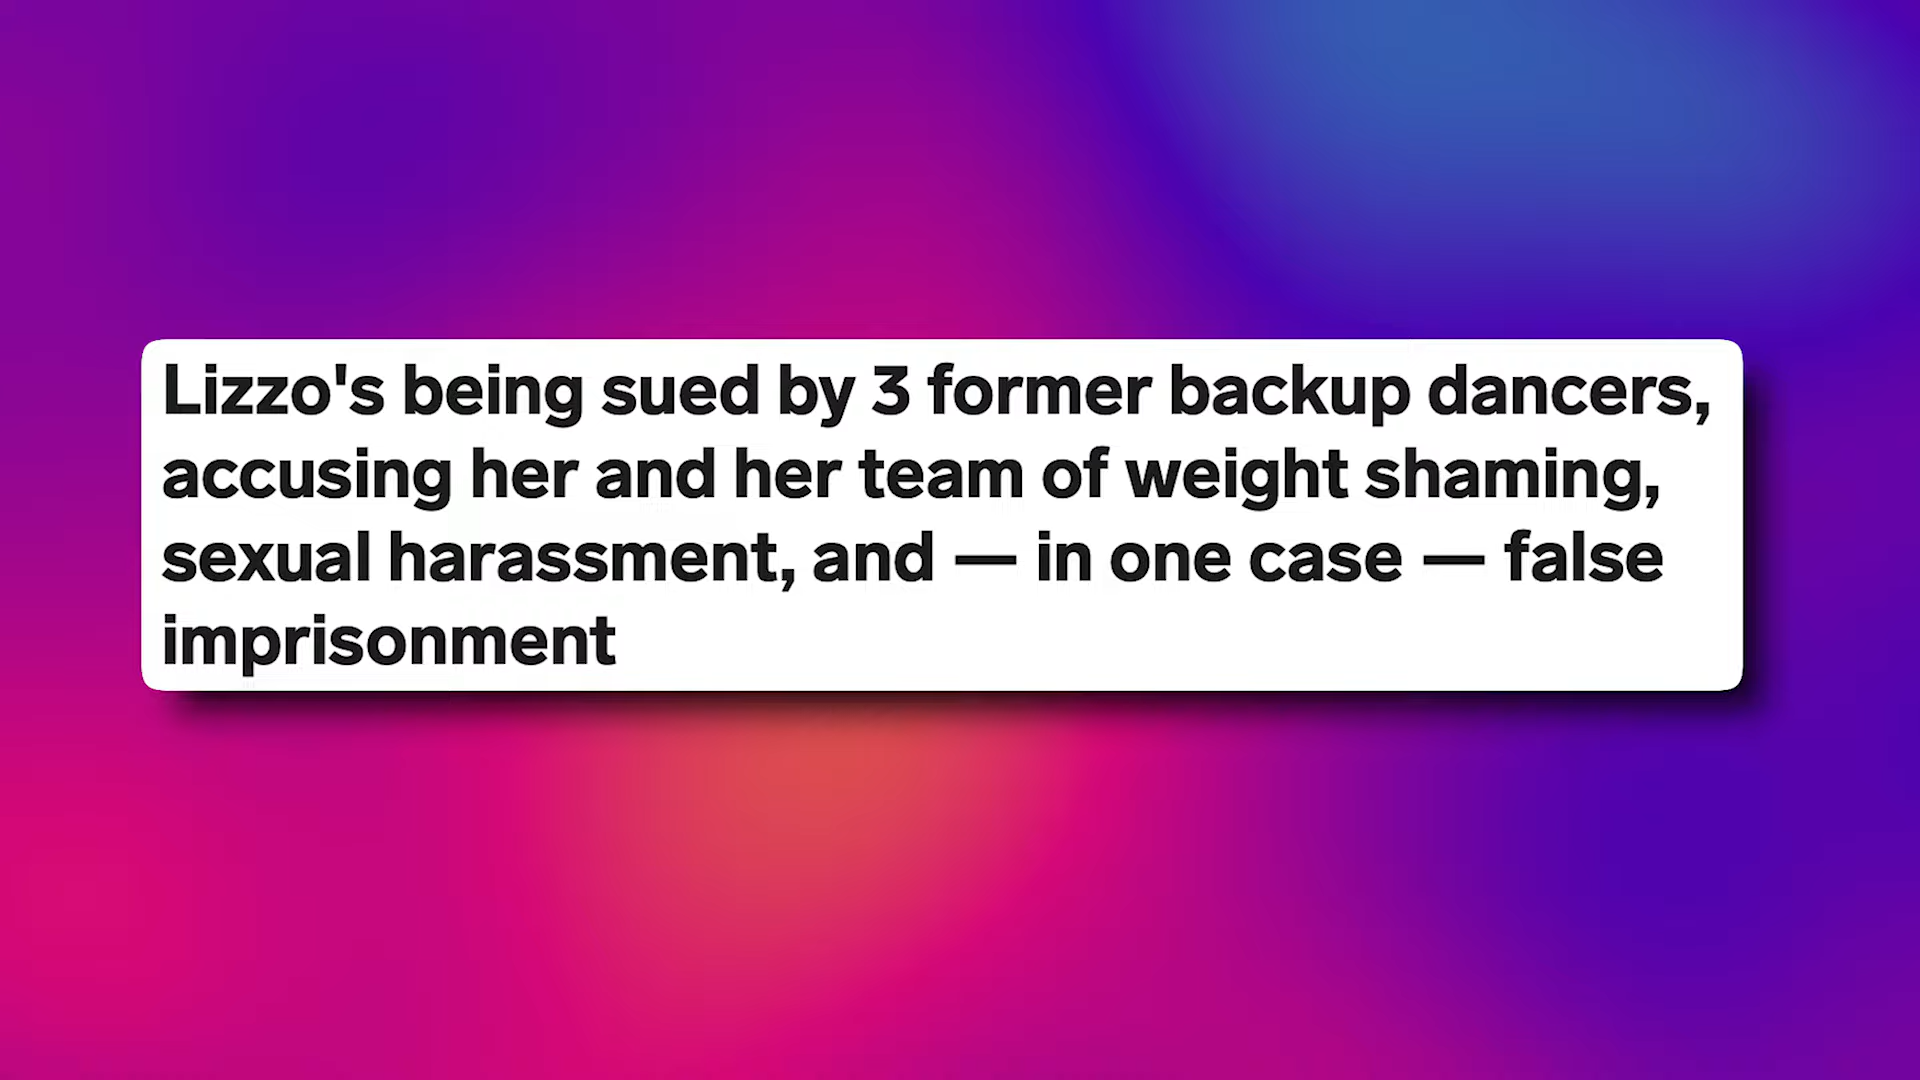 Lizzo's being sued by 3 former backup dancers,
accusing her and her team of weight shaming,
sexual harassment, and — in one case — false
imprisonment